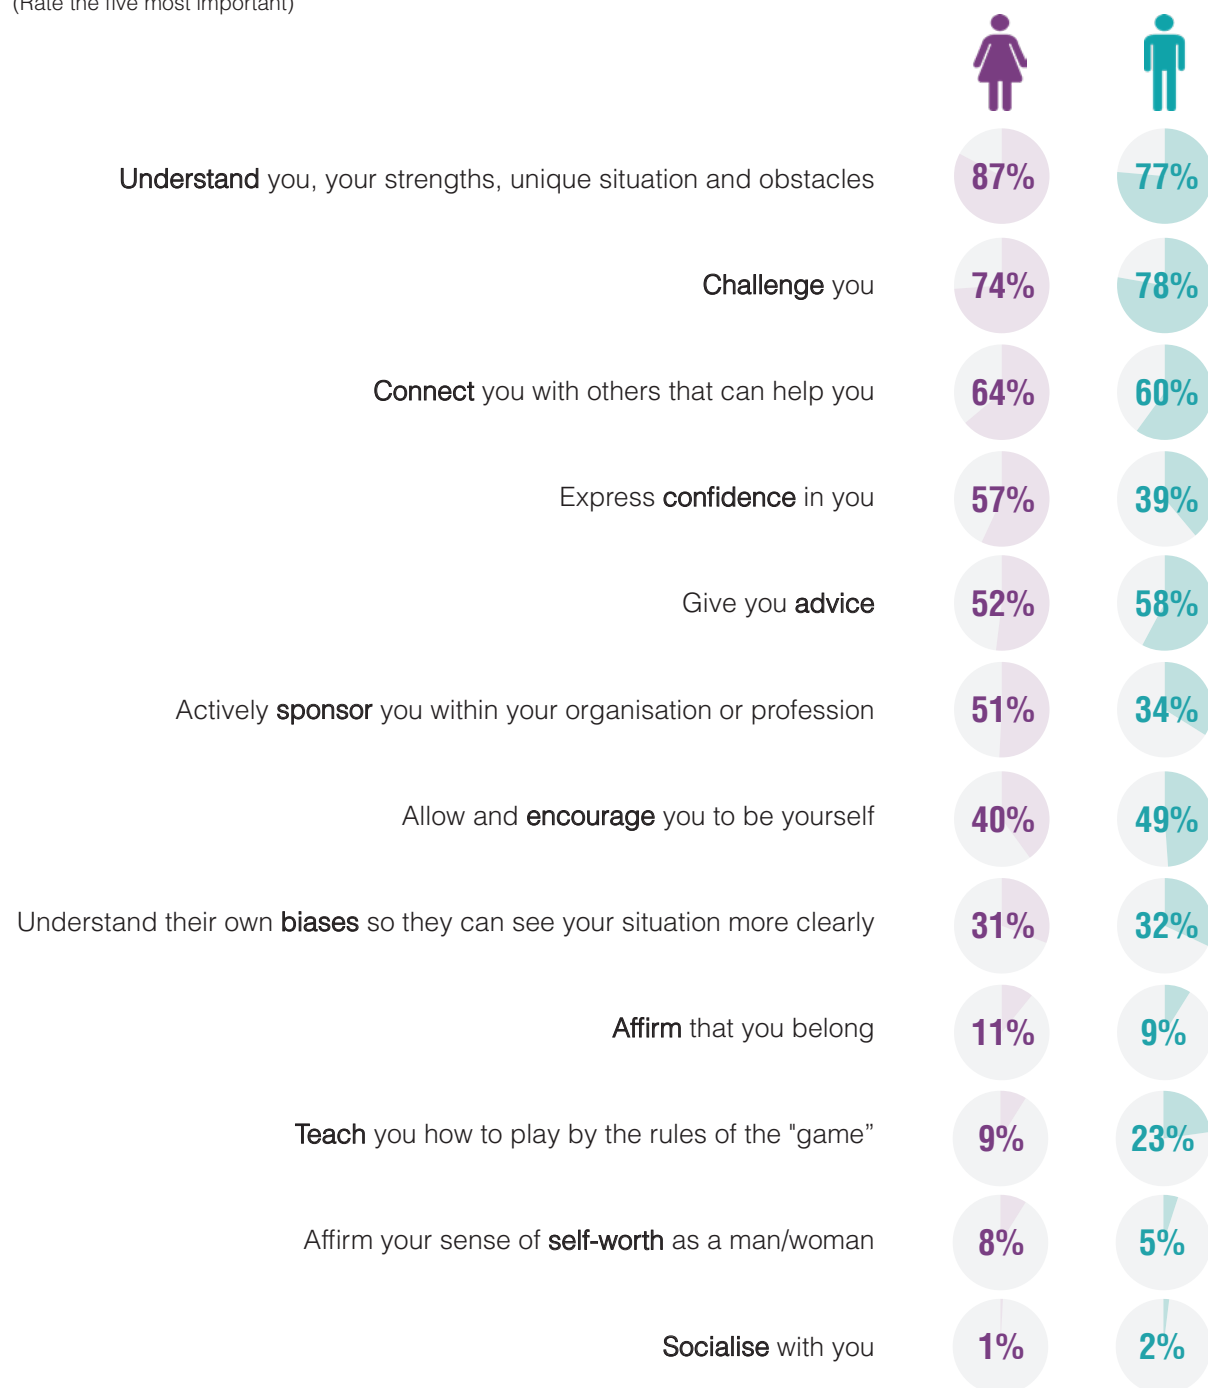 (Rate the five most important)
Understand you, your strengths, unique situation and obstacles 87% 77%
Challenge you 74% 78%
Connect you with others that can help you 64% 60%
Express confidence in you 57% 39%
Give you advice 52% 58%
Actively sponsor you within your organisation or profession 51% 34%
Allow and encourage you to be yourself 40% 49%
Understand their own biases so they can see your situation more clearly 31% 32%
Affirm that you belong 11% 9%
Teach you how to play by the rules of the "game” 9% 23%
Affirm your sense of self-worth as a man/woman 8% 5%
Socialise with you 1% 2%